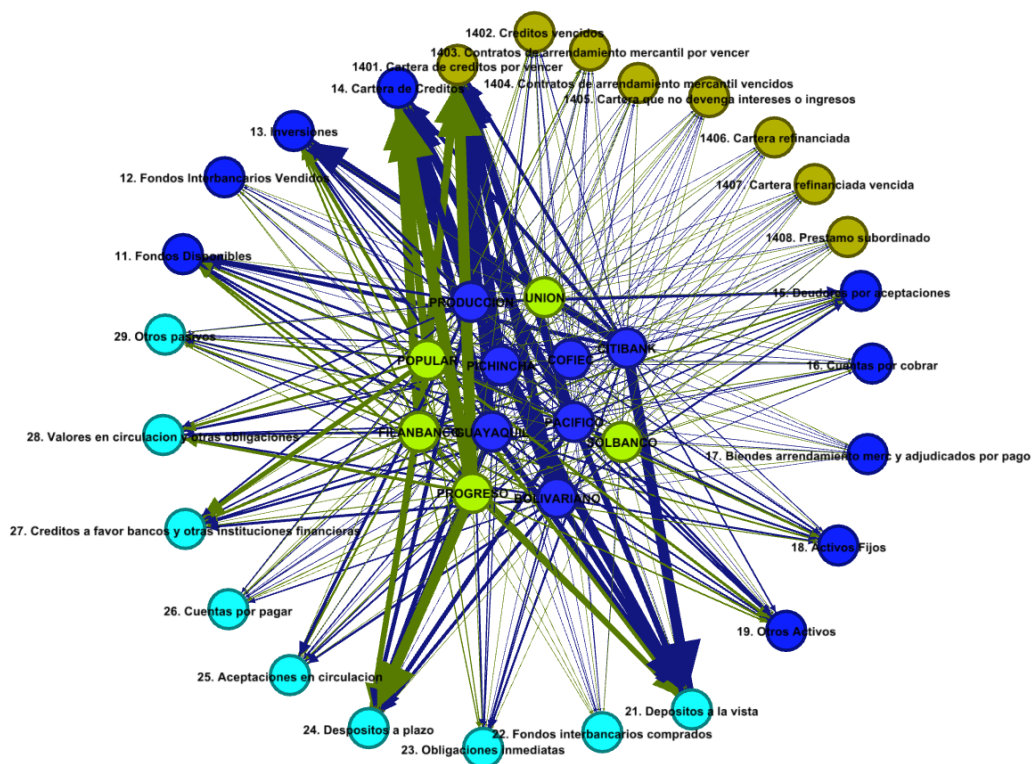 1402. Creditos vencidos
1403. Contratos de arrendamiento mercantil por vencer
1401. Cartera de creditos por vencer
1404. Contratos de arrendamiento mercantil vencidos
14. Cartera de Creditos
1405. Cartera que no devenga intereses o ingresos
13. Inversiones
1406. Cartera refinanciada
12. Fondos Interbancarios Vendidos
1407. Cartera refinanciada vencida
1408. Prestamo subordinado
11. Fondos Disponibles
15. Deudores por aceptaciones
PRODUCCION
UNION
29. Otros pasivos
CITIBANK
POPULAR
PICHINCHA
COFIEC
16. Cuentas por cobrar
PACIFICO
28. Valores en circulacion y otras obligaciones
FILANBANCO
GUAYAQUIL
SOLBANCO
17. Biendes arrendamiento merc y adjudicados por pago
PROGRESO
BOLIVARIANO
27. Creditos a favor bancos y otras instituciones financieras
18. Activos Fijos
26. Cuentas por pagar
19. Otros Activos
25. Aceptaciones en circulacion
21. Depositos a la vista
24. Despositos a plazo
22. Fondos interbancarios comprados
23. Obligaciones inmediatas